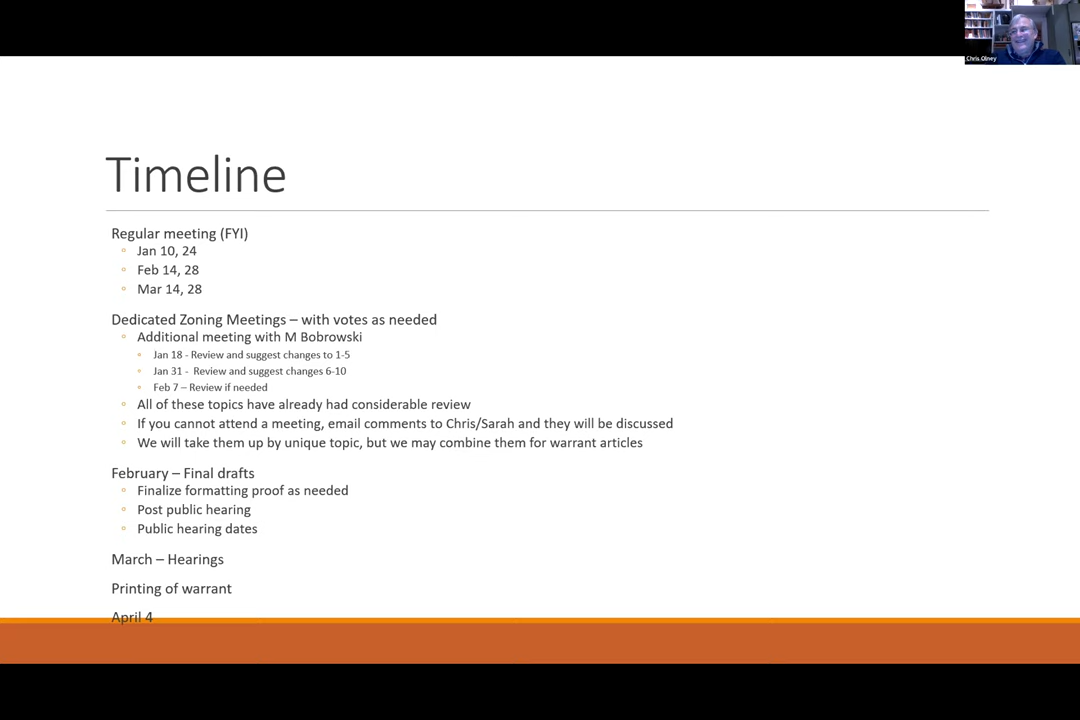 Chris Olney
Timeline
Regular meeting (FYI)
Jan 10, 24
Feb 14, 28
Mar 14, 28
Dedicated Zoning Meetings – with votes as needed
Additional meeting with M Bobrowski
Jan 18 - Review and suggest changes to 1-5
Jan 31 - Review and suggest changes 6-10
Feb 7 – Review if needed
All of these topics have already had considerable review
If you cannot attend a meeting, email comments to Chris/Sarah and they will be discussed
We will take them up by unique topic, but we may combine them for warrant articles
February – Final drafts
Finalize formatting proof as needed
Post public hearing
Public hearing dates
March – Hearings
Printing of warrant
April 4